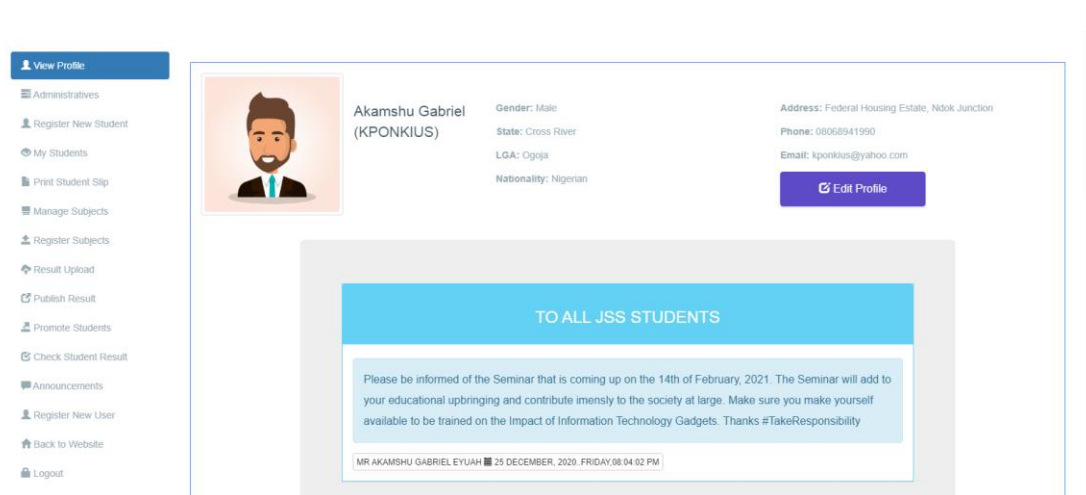 View Profile
Administratives
Register New Student
My Students
Print Student Slip
Manage Subjects
Register Subjects
Result Upload
Publish Result
Promote Students
Check Student Result
Announcements
Register New User
Back to Website
Logout
Akamshu Gabriel
(KPONKIUS)
Gender: Male
State: Cross River
LGA: Ogoja
Nationality: Nigerian
Address: Federal Housing Estate, Ndok Junction
Phone: 08068941990
Email: kponkius@yahoo.com
Edit Profile
TO ALL JSS STUDENTS
Please be informed of the Seminar that is coming up on the 14th of February, 2021. The Seminar will add to
your educational upbringing and contribute imensly to the society at large. Make sure you make yourself
available to be trained on the Impact of Information Technology Gadgets. Thanks #TakeResponsibility
MR AKAMSHU GABRIEL EYUAH 25 DECEMBER, 2020:.FRIDAY,08:04:02 PM